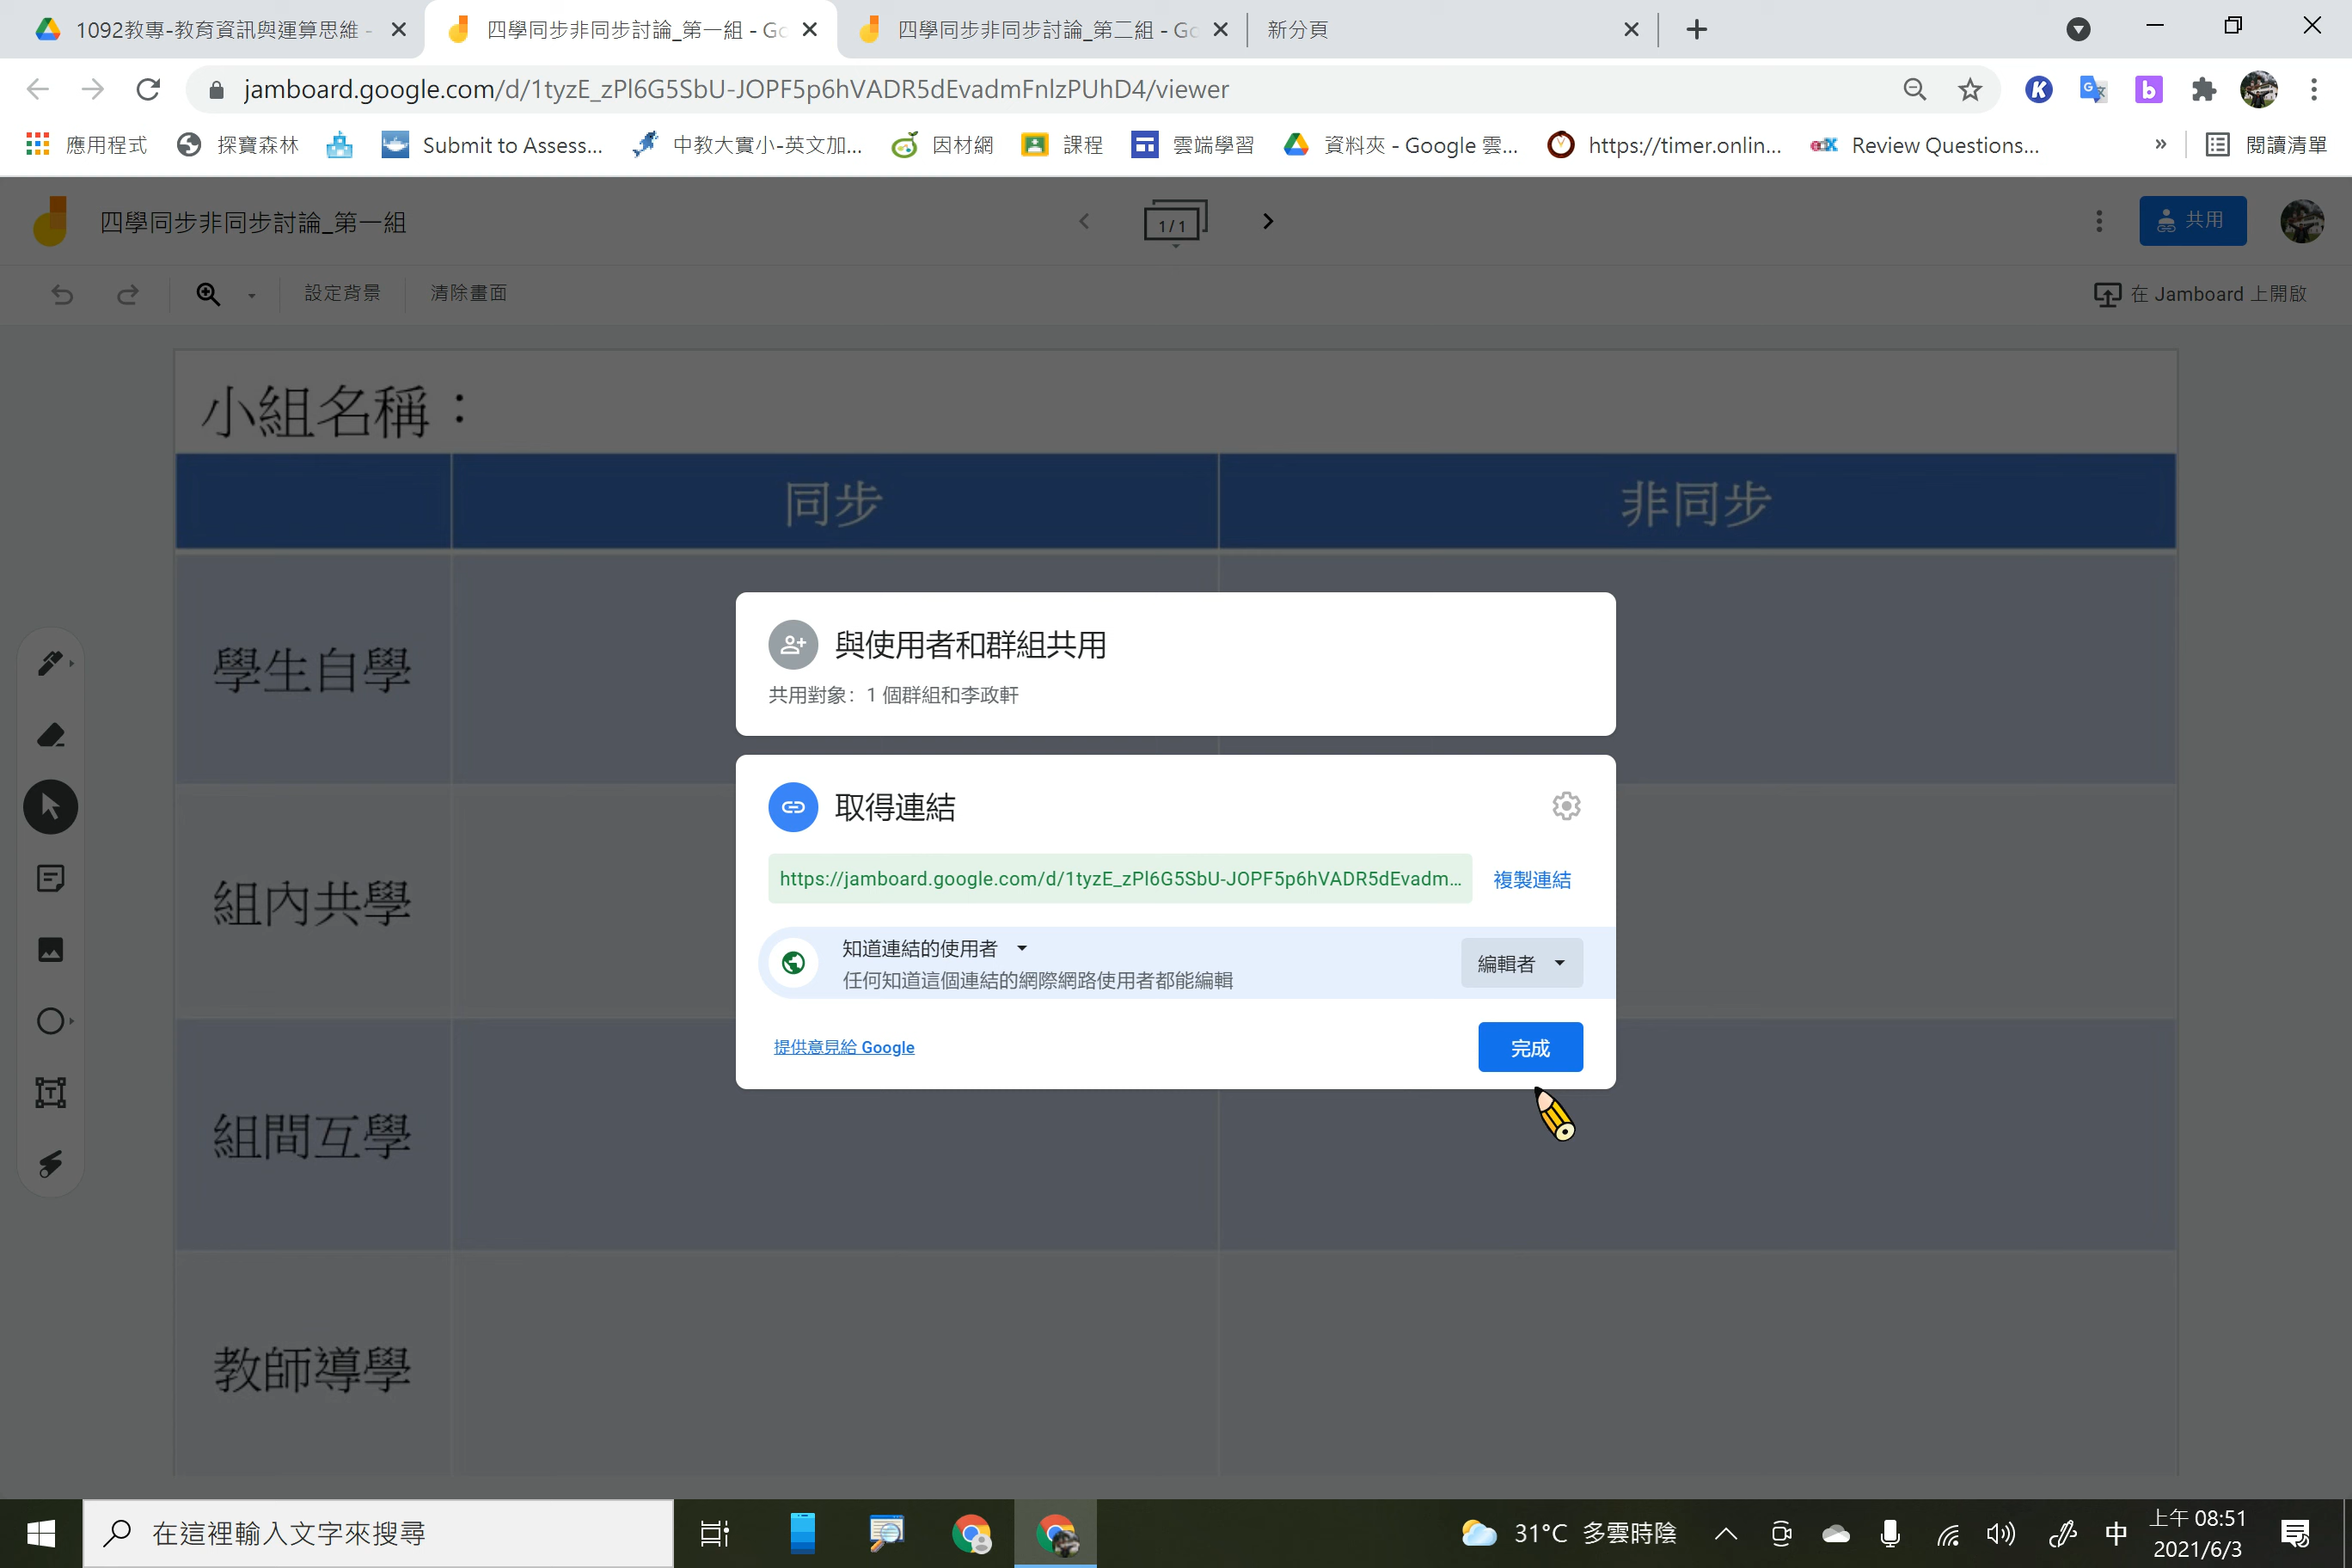 1092教專-教育資訊與運算思維 -
四學同步非同步討論_第一組 - Go
四學同步非同步討論_第二組 - Go
新分頁
jamboard.google.com/d/1tyzE_zPl6G5SbU-JOPF5p6hVADR5dEvadmFnlzPUhD4/viewer
應用程式
探寶森林
Submit to Assess...
中教大實小-英文加...
因材網
課程
雲端學習
資料夾 - Google 雲...
https://timer.onlin...
edX
Review Questions...
»
閱讀清單
四學同步非同步討論_第一組
1 / 1
共用
設定背景
清除畫面
在 Jamboard 上開啟
小組名稱：
同步
非同步
學生自學
組內共學
組間互學
教師導學
與使用者和群組共用
共用對象： 1 個群組和李政軒
取得連結
https://jamboard.google.com/d/1tyzE_zPl6G5SbU-JOPF5p6hVADR5dEvadm...
複製連結
知道連結的使用者
任何知道這個連結的網際網路使用者都能編輯
編輯者
提供意見給 Google
完成
在這裡輸入文字來搜尋
31°C 多雲時陰
中
上午 08:51
2021/6/3